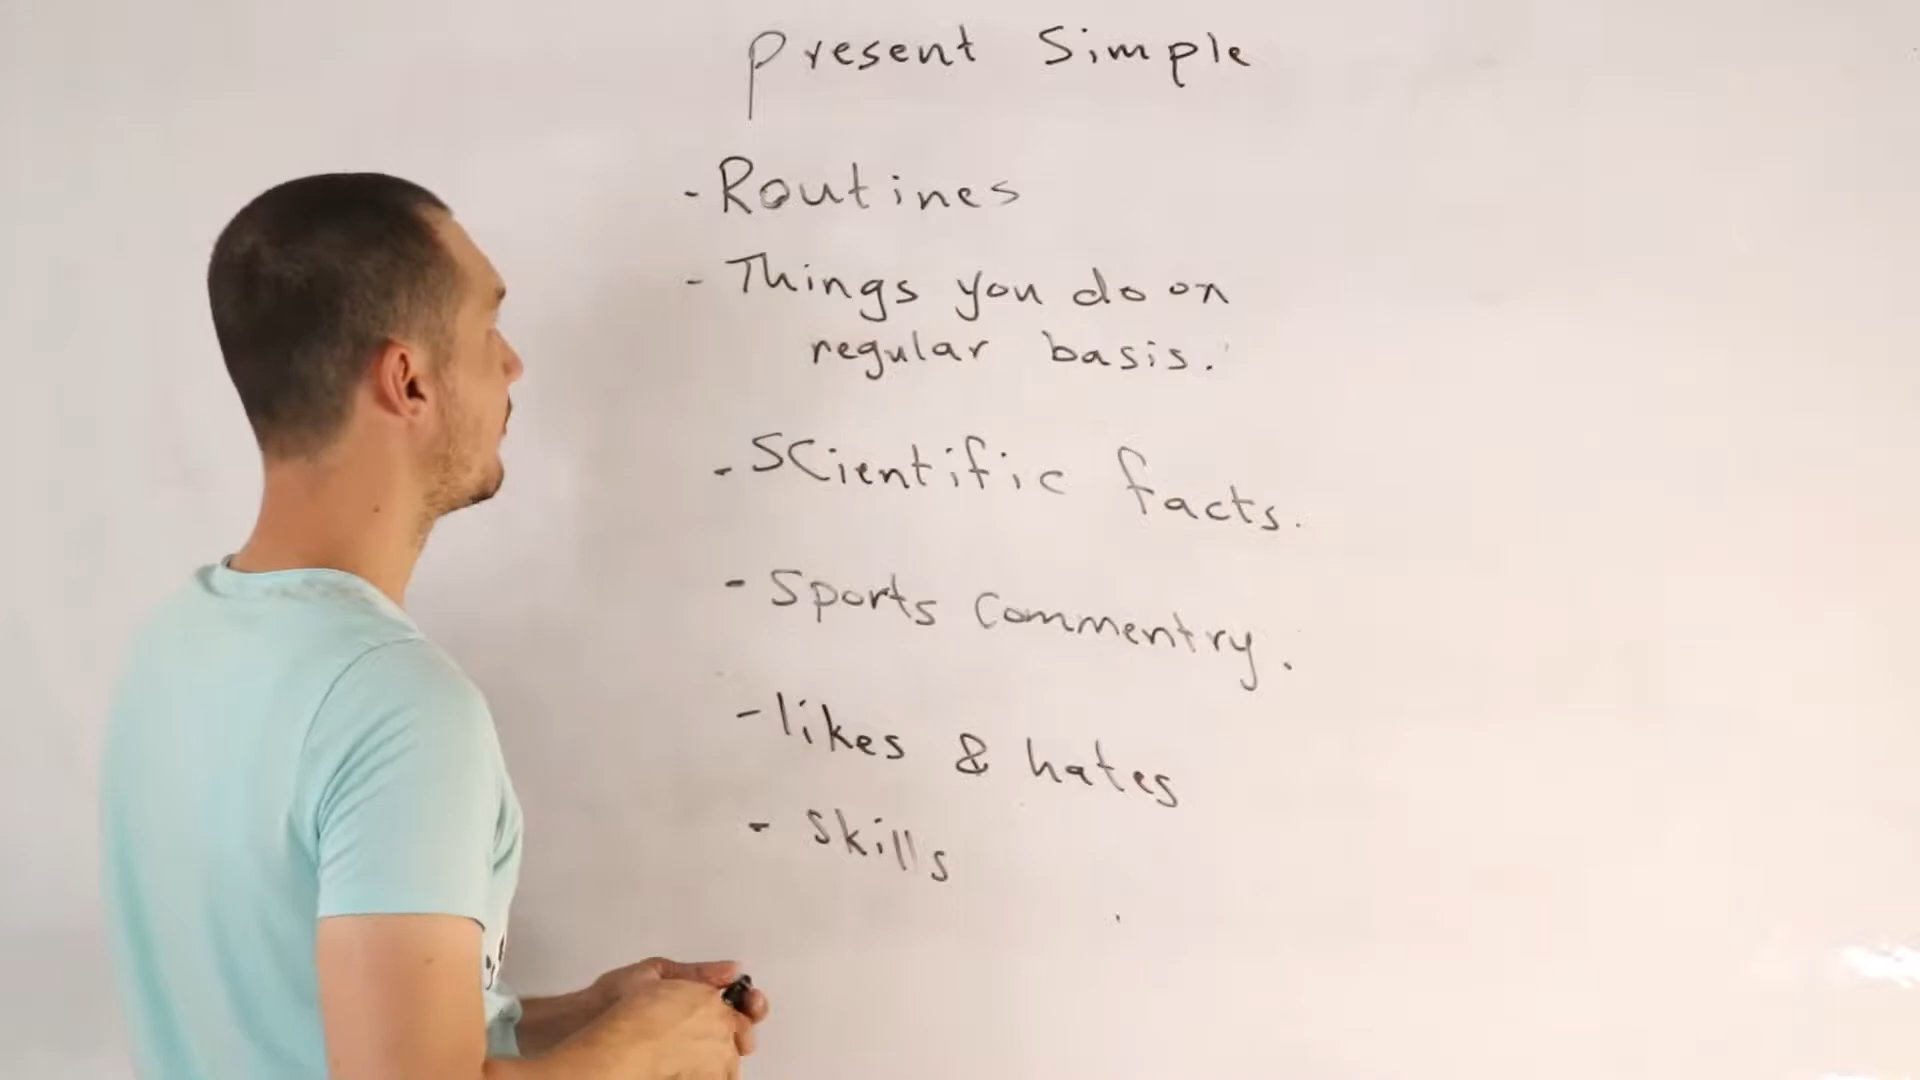 Present Simple
- Routines
- Things you do on
regular basis.
- Scientific facts.
- Sports Commentry.
- likes & hates
- Skills